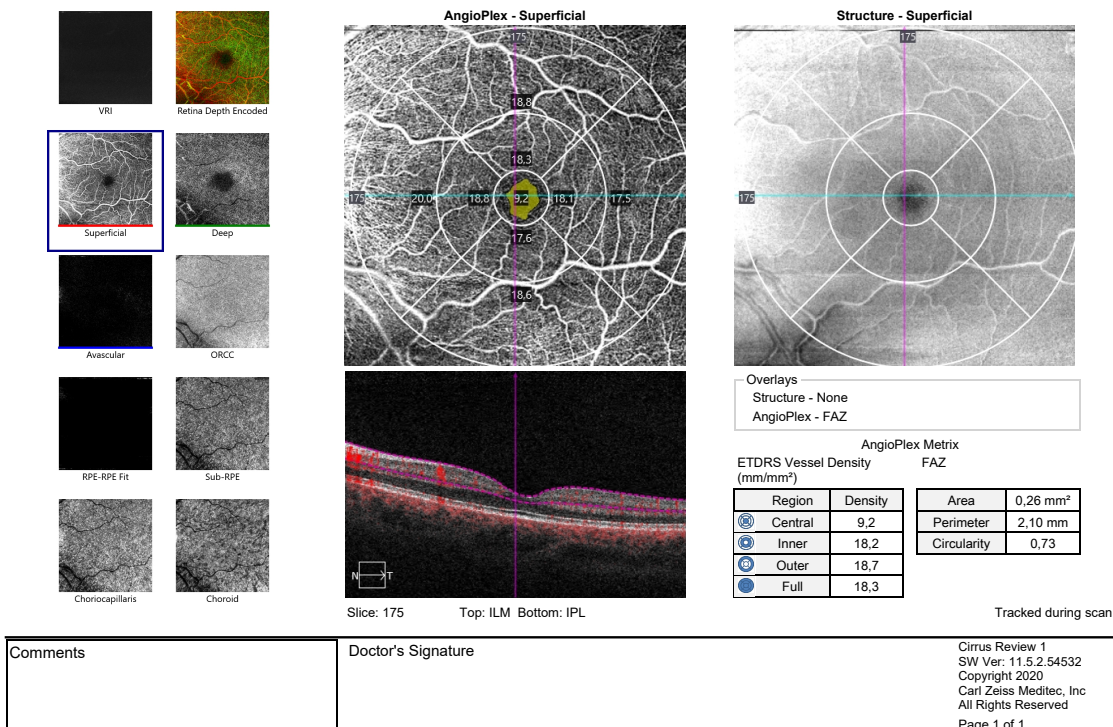 AngioPlex - Superficial
Structure - Superficial
VRI
Retina Depth Encoded
Superficial
Deep
Avascular
ORCC
RPE-RPE Fit
Sub-RPE
Choriocapillaris
Choroid
175
18,8
18,3
175 20,0 18,8 9,2 18,1 17,5
17,6
18,6
175
175
N T
Slice: 175 Top: ILM Bottom: IPL
Overlays
Structure - None
AngioPlex - FAZ
AngioPlex Metrix
ETDRS Vessel Density
(mm/mm²)
Region Density
Central 9,2
Inner 18,2
Outer 18,7
Full 18,3
FAZ
Area 0,26 mm²
Perimeter 2,10 mm
Circularity 0,73
Tracked during scan
Comments
Doctor's Signature
Cirrus Review 1
SW Ver: 11.5.2.54532
Copyright 2020
Carl Zeiss Meditec, Inc
All Rights Reserved
Page 1 of 1